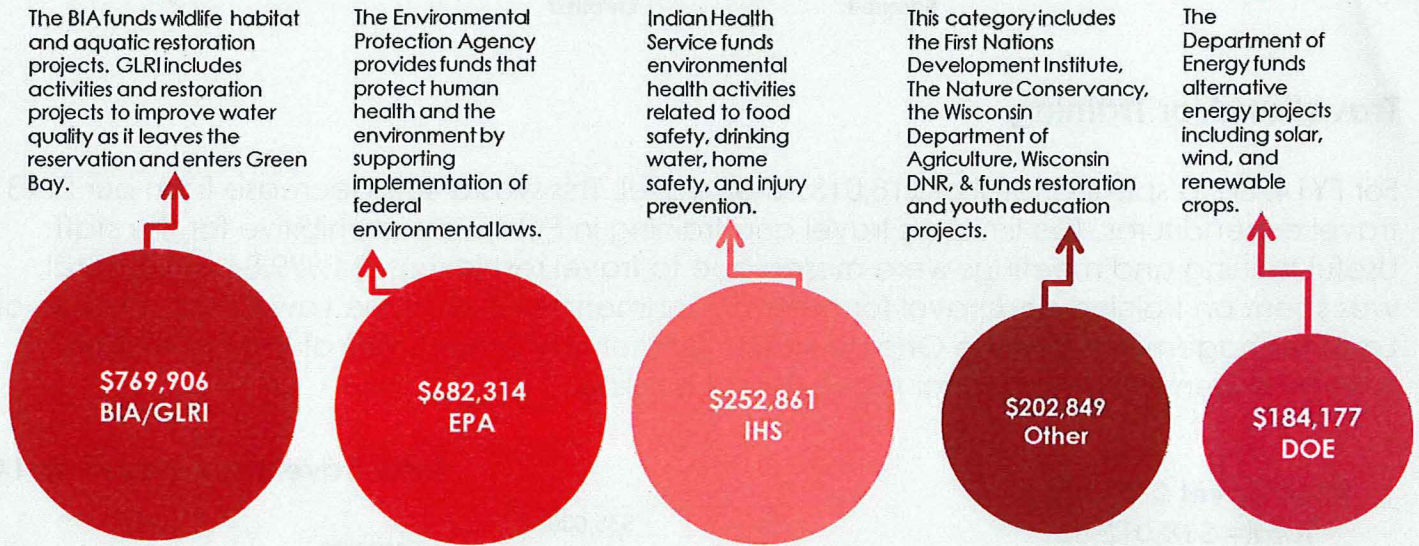 The BIA funds wildlife habitat
and aquatic restoration
projects. GLRI includes
activities and restoration
projects to improve water
quality as it leaves the
reservation and enters Green
Bay.
The Environmental
Protection Agency
provides funds that
protect human
health and the
environment by
supporting
implementation of
federal
environmental laws.
Indian Health
Service funds
environmental
health activities
related to food
safety, drinking
water, home
safety, and injury
prevention.
This category includes
the First Nations
Development Institute,
The Nature Conservancy,
the Wisconsin
Department of
Agriculture, Wisconsin
DNR, & funds restoration
and youth education
projects.
The
Department of
Energy funds
alternative
energy projects
including solar,
wind, and
renewable
crops.
$769,906
BIA/GLRI
$682,314
EPA
$252,861
IHS
$202,849
Other
$184,177
DOE